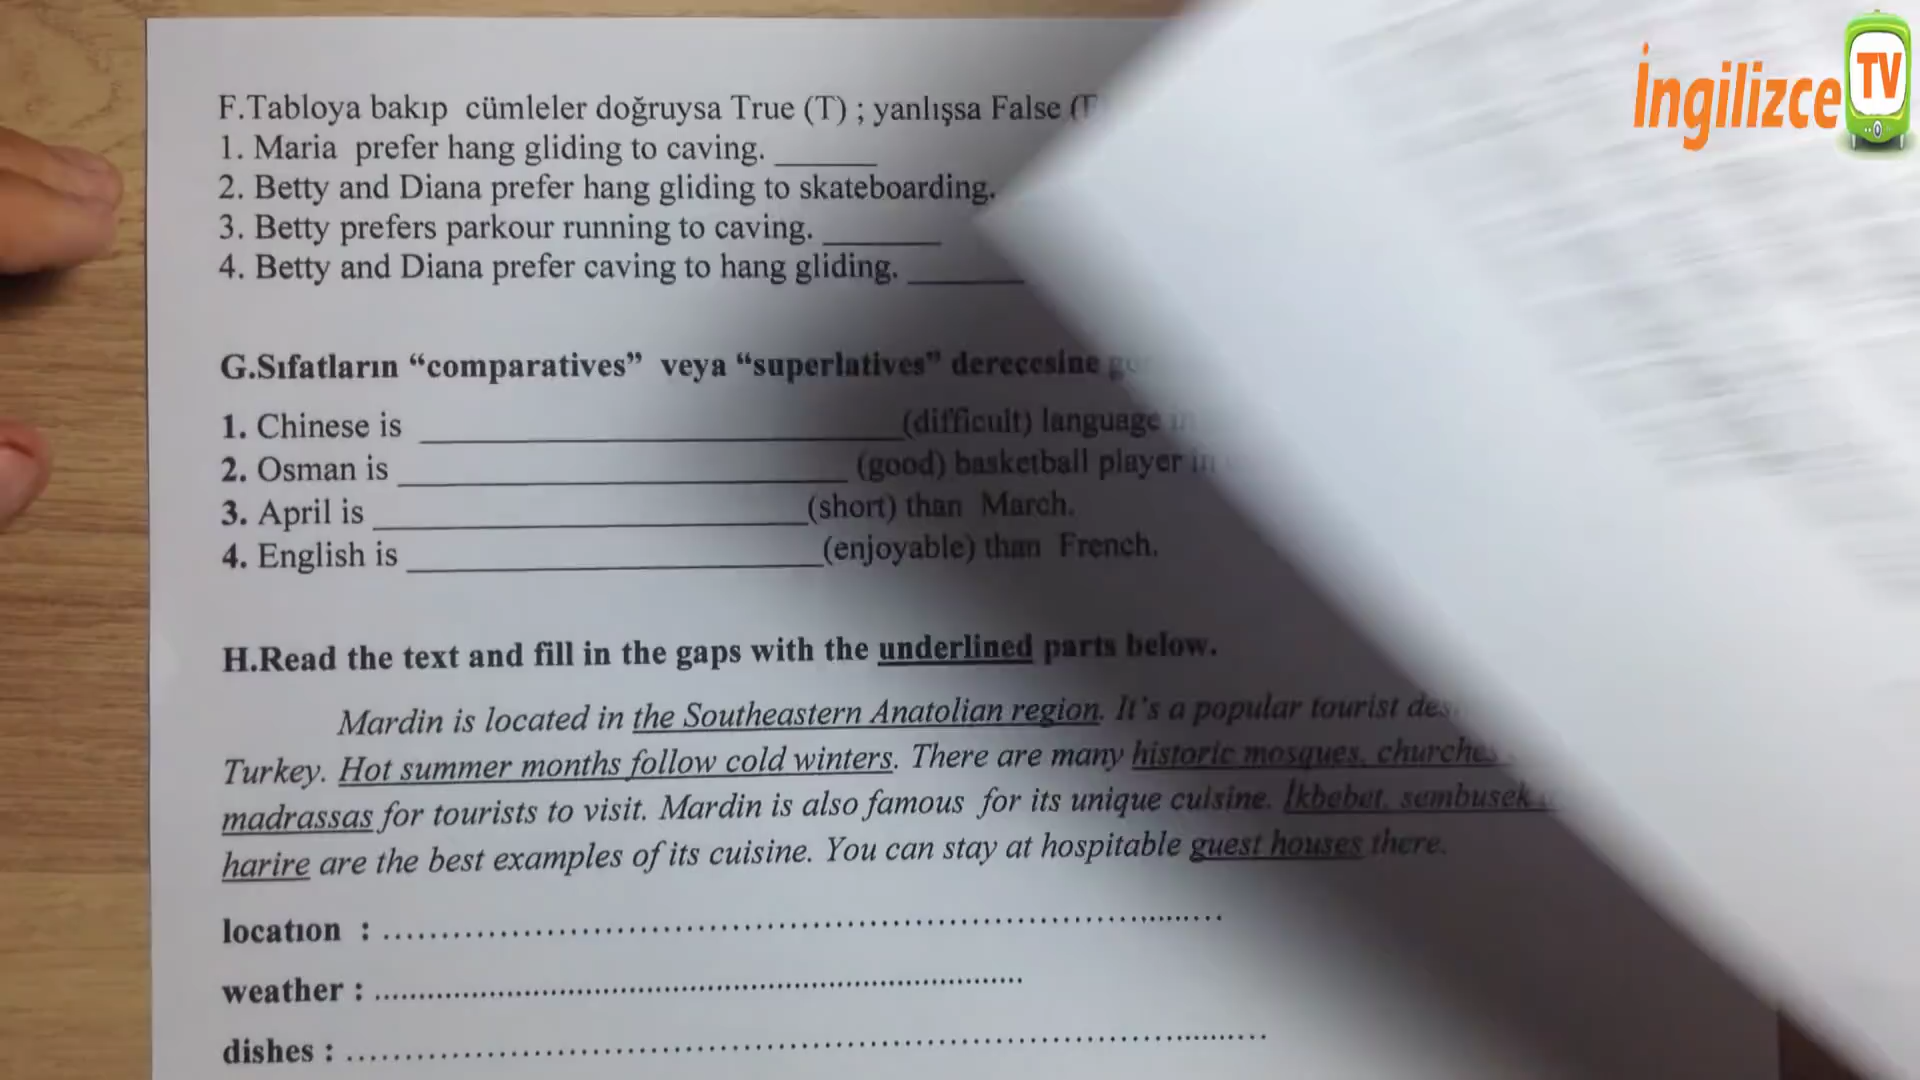 İngilizce TV
F.Tabloya bakıp cümleler doğruysa True (T) ; yanlışsa False
1. Maria prefer hang gliding to caving. ______
2. Betty and Diana prefer hang gliding to skateboarding.
3. Betty prefers parkour running to caving. _______
4. Betty and Diana prefer caving to hang gliding. _______
G.Sıfatların “comparatives” veya “superlatives” derecesine
1. Chinese is ______________________________(difficult) language
2. Osman is ____________________________ (good) basketball player in
3. April is ___________________________(short) than March.
4. English is __________________________(enjoyable) than French.
H.Read the text and fill in the gaps with the underlined parts below.
Mardin is located in the Southeastern Anatolian region. It's a popular tourist
Turkey. Hot summer months follow cold winters. There are many historic mosques, churches
madrassas for tourists to visit. Mardin is also famous for its unique cuisine. İkbebet, sembusek
harire are the best examples of its cuisine. You can stay at hospitable guest houses there.
locatıon : ........................................................................
weather : ........................................................................
dishes : ........................................................................